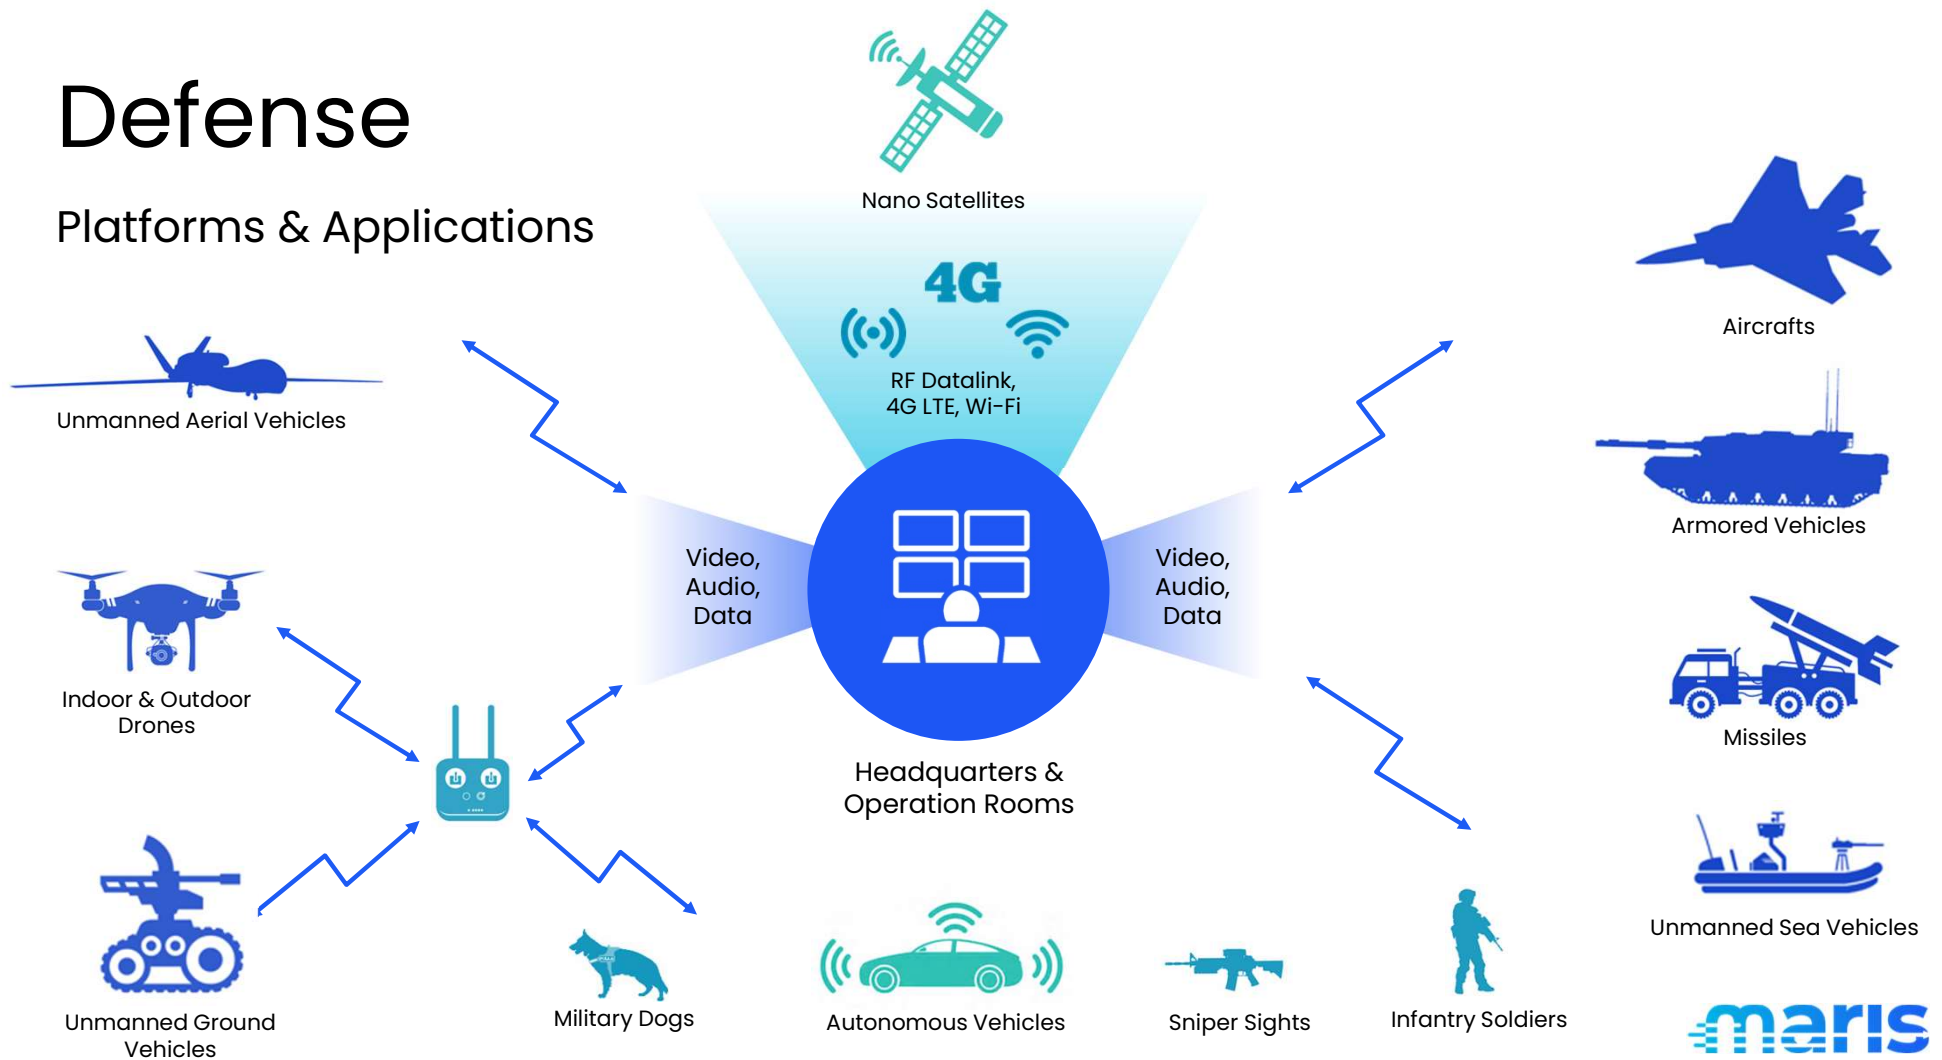 Defense
Platforms & Applications
Nano Satellites
4G
RF Datalink,
4G LTE, Wi-Fi
Unmanned Aerial Vehicles
Aircrafts
Armored Vehicles
Video,
Audio,
Data
Video,
Audio,
Data
Indoor & Outdoor
Drones
Missiles
Headquarters &
Operation Rooms
Unmanned Sea Vehicles
Unmanned Ground
Vehicles
Military Dogs
Autonomous Vehicles
Sniper Sights
Infantry Soldiers
maris